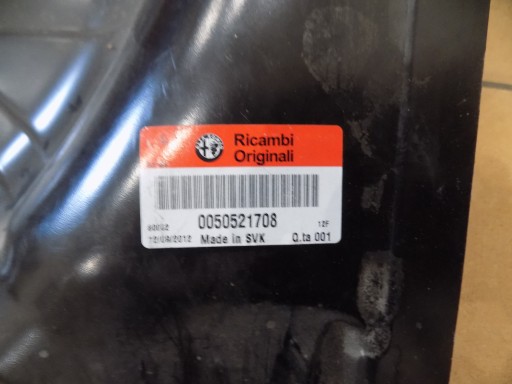 Ricambi
Originali
0050521708
12F
12/09/2012 Made in SVK Q.ta 001